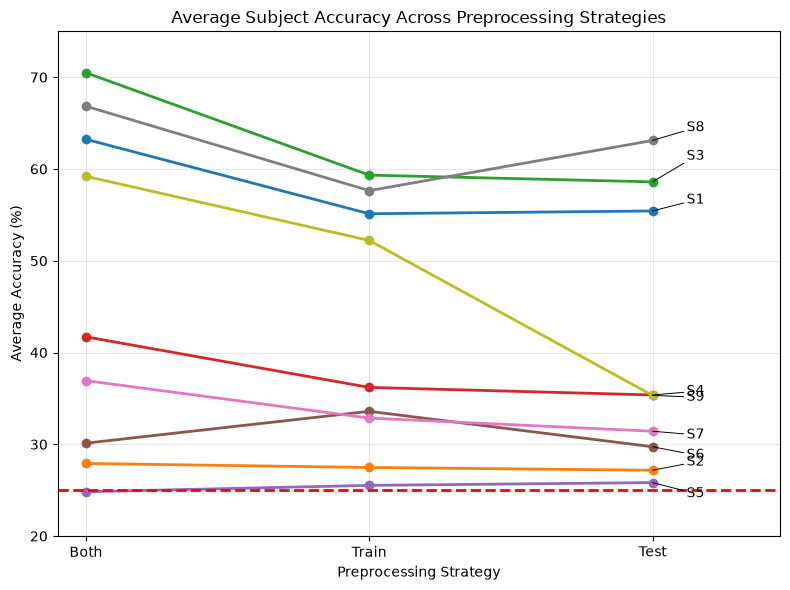 Average Subject Accuracy Across Preprocessing Strategies
70
60
50
40
30
20
Average Accuracy (%)
S8
S3
S1
S4
S9
S7
S6
S2
S5
Both Train Test
Preprocessing Strategy